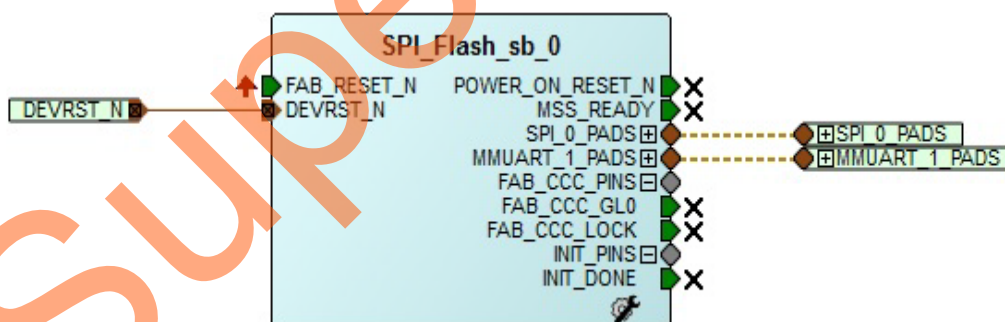 SPI_Flash_sb_0
FAB_RESET_N POWER_ON_RESET_N
DEVRST_N DEVRST_N MSS_READY
SPI_0_PADS SPI_0_PADS
MMUART_1_PADS MMUART_1_PADS
FAB_CCC_PINS
FAB_CCC_GL0
FAB_CCC_LOCK
INIT_PINS
INIT_DONE
Supe